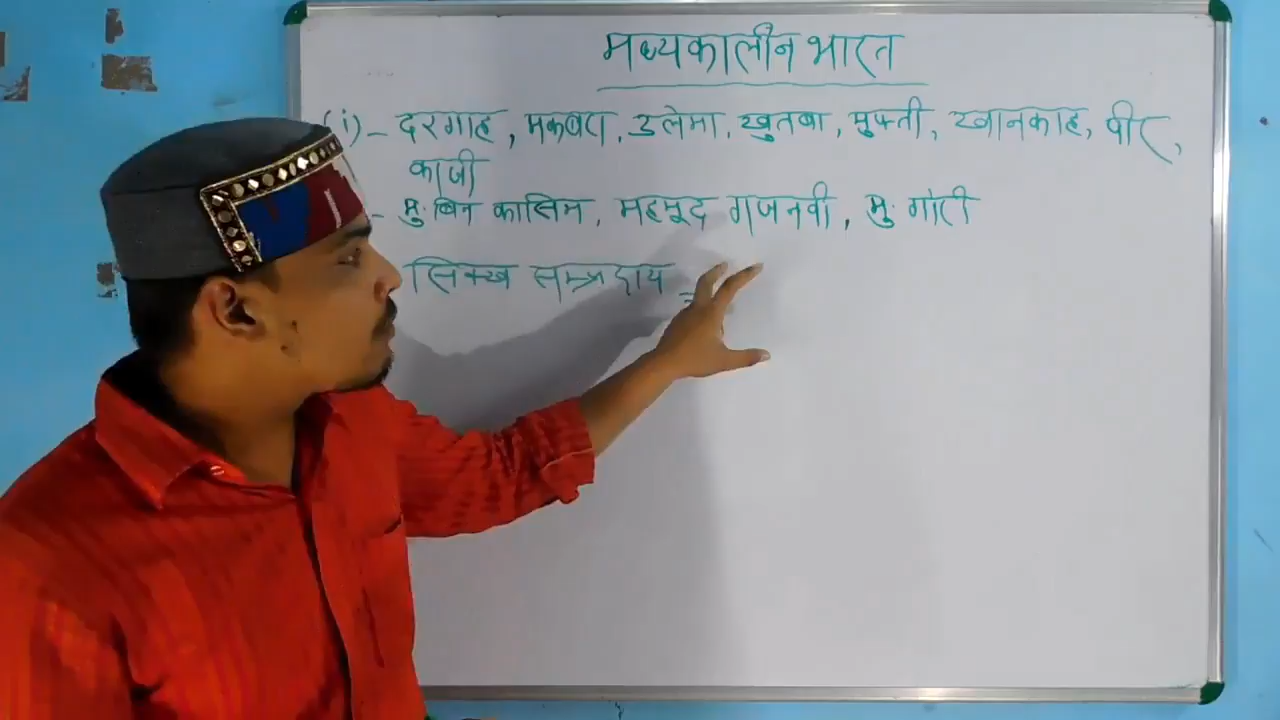 मध्यकालीन भारत
(i) - दरगाह, मकबरा, उलेमा, खुतबा, मुफ्ती, खानकाह, पीर,
काजी
- मु. बिन कासिम, महमूद गजनवी, मु. गोरी
सिक्ख सम्प्रदाय